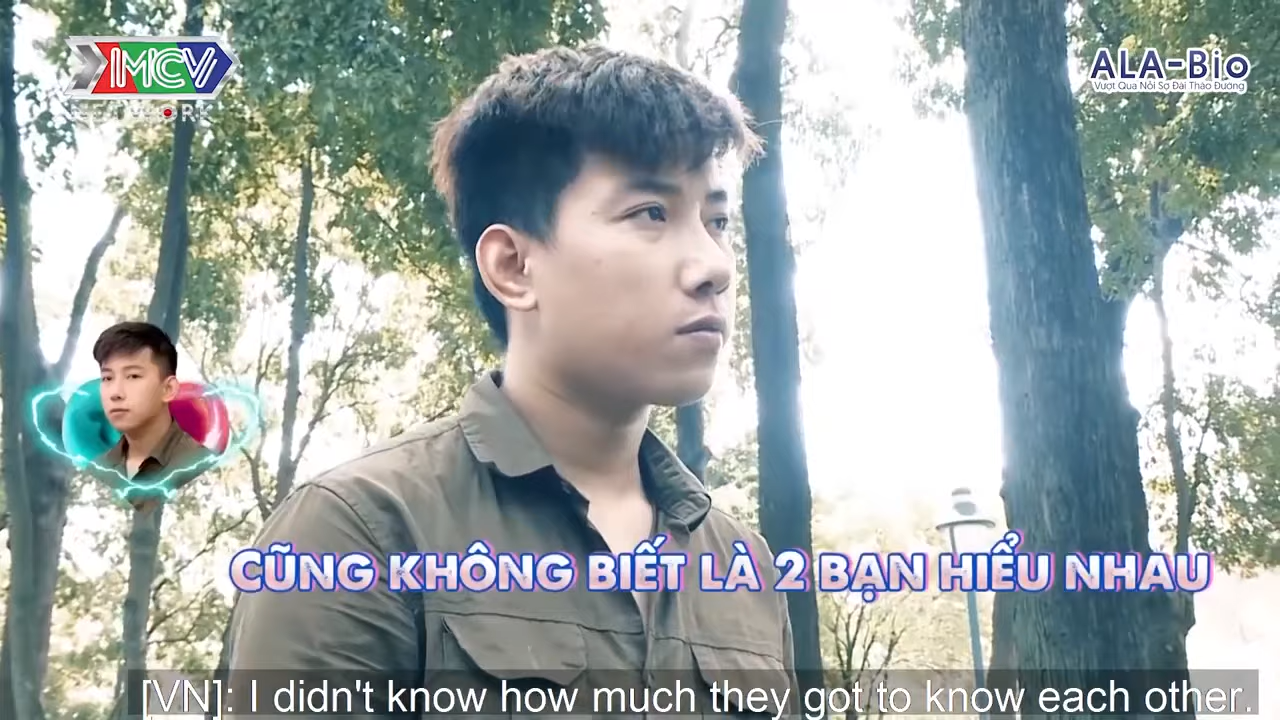 MCV
NETWORK
ALA-Bio
Vượt Qua Nỗi Sợ Đái Tháo Đường
CŨNG KHÔNG BIẾT LÀ 2 BẠN HIỂU NHAU
[VN]: I didn't know how much they got to know each other.